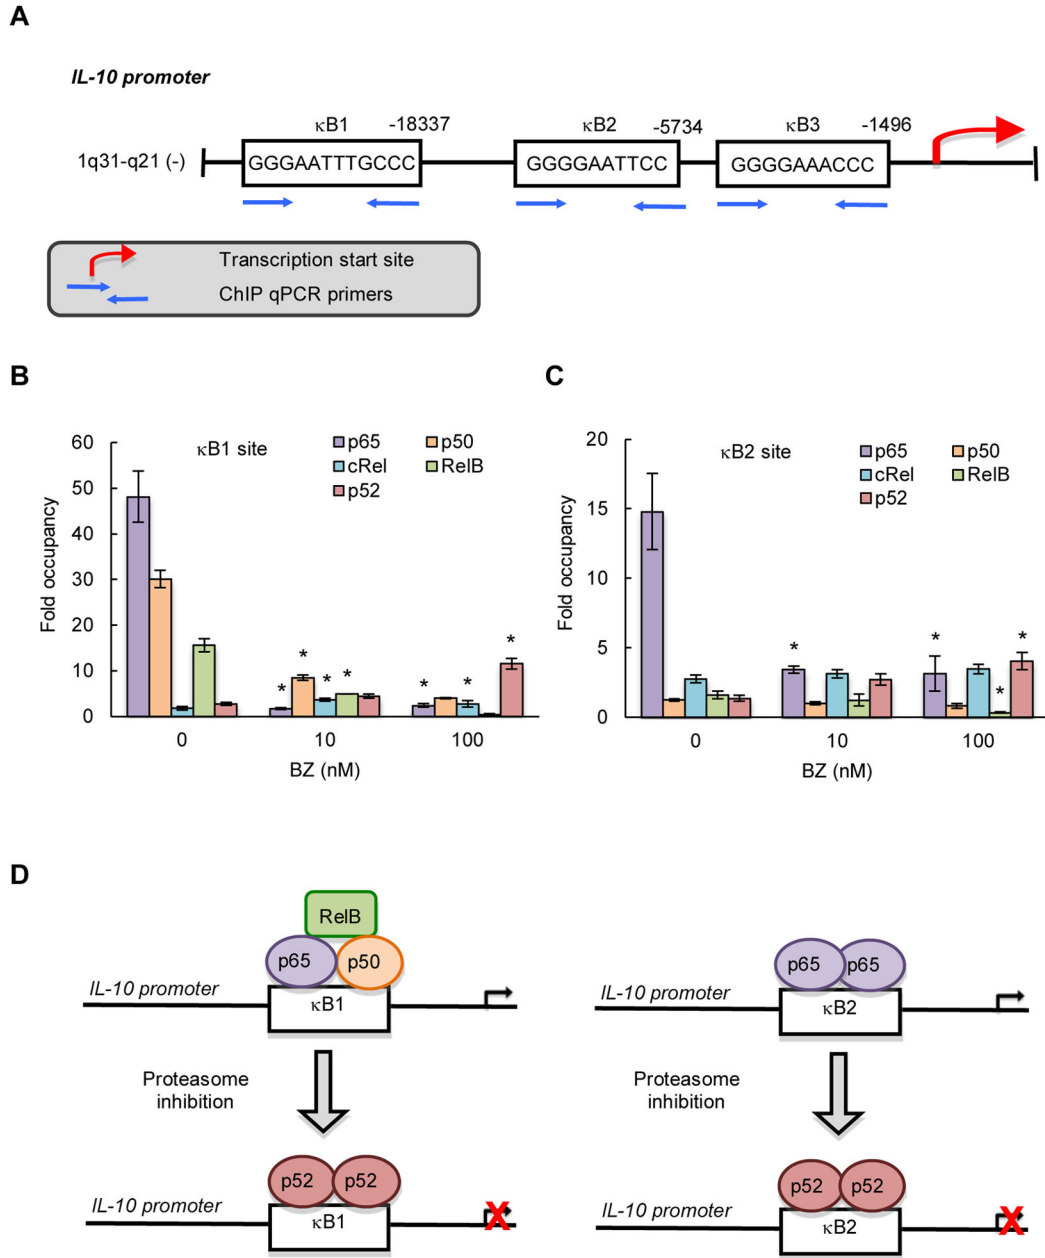 A
IL-10 promoter
κB1 -18337 κB2 -5734 κB3 -1496
1q31-q21 (-) GGGAATTTGCCC GGGGAATTCC GGGGAAACCC
Transcription start site
ChIP qPCR primers
B
κB1 site
p65 p50
cRel RelB
p52
Fold occupancy
60
50
40
30
20
10
0
* * * * * * *
0 10 100
BZ (nM)
C
κB2 site
p65 p50
cRel RelB
p52
Fold occupancy
20
15
10
5
0
* * * *
0 10 100
BZ (nM)
D
RelB
p65 p50
IL-10 promoter
κB1
Proteasome
inhibition
p52 p52
IL-10 promoter
κB1
X
p65 p65
IL-10 promoter
κB2
Proteasome
inhibition
p52 p52
IL-10 promoter
κB2
X